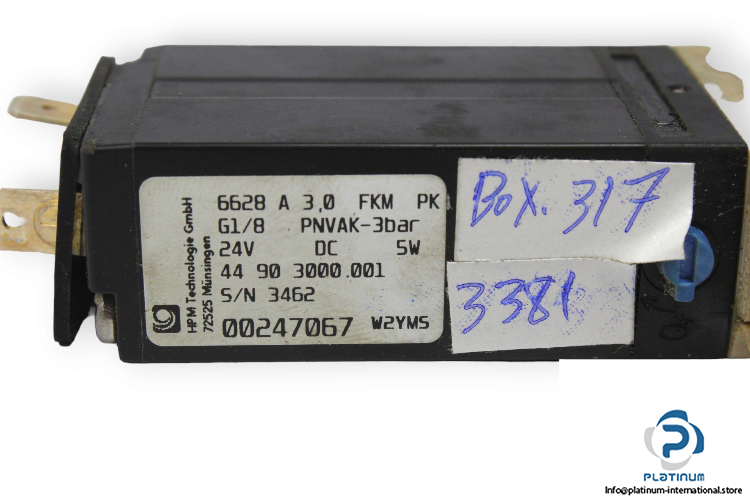 HPM Technologie GmbH
72525 Münsingen
6628 A 3,0 FKM PK
G1/8 PNVAK-3bar
24V DC 5W
44 90 3000.001
S/N 3462
00247067 W2YMS
Box. 317
3381
PLATINUM
Info@platinum-international.store